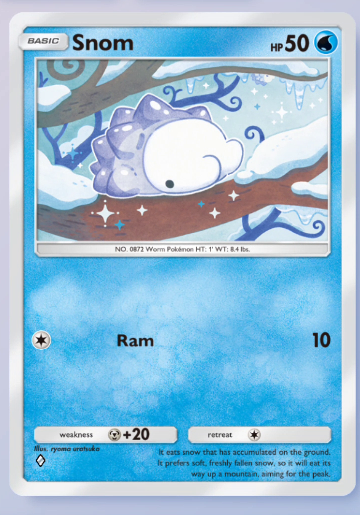 BASIC Snom HP 50
NO. 0872 Worm Pokémon HT: 1' WT: 8.4 lbs.
Ram 10
weakness +20 retreat
Illus. ryoma uratsuka
It eats snow that has accumulated on the ground.
It prefers soft, freshly fallen snow, so it will eat its
way up a mountain, aiming for the peak.